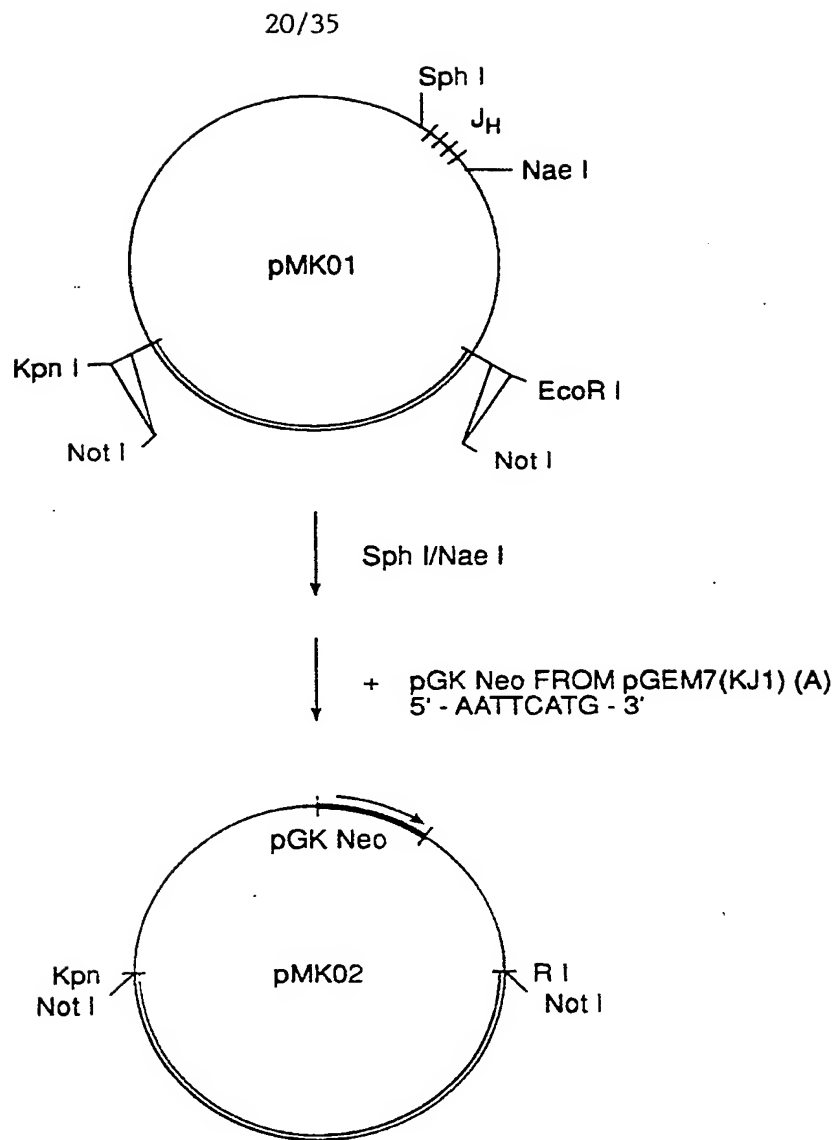 20/35
Sph I
JH
Nae I
pMK01
Kpn I
EcoR I
Not I
Not I
Sph I/Nae I
+ pGK Neo FROM pGEM7(KJ1) (A)
5' - AATTCATG - 3'
pGK Neo
Kpn
Not I
pMK02
R I
Not I